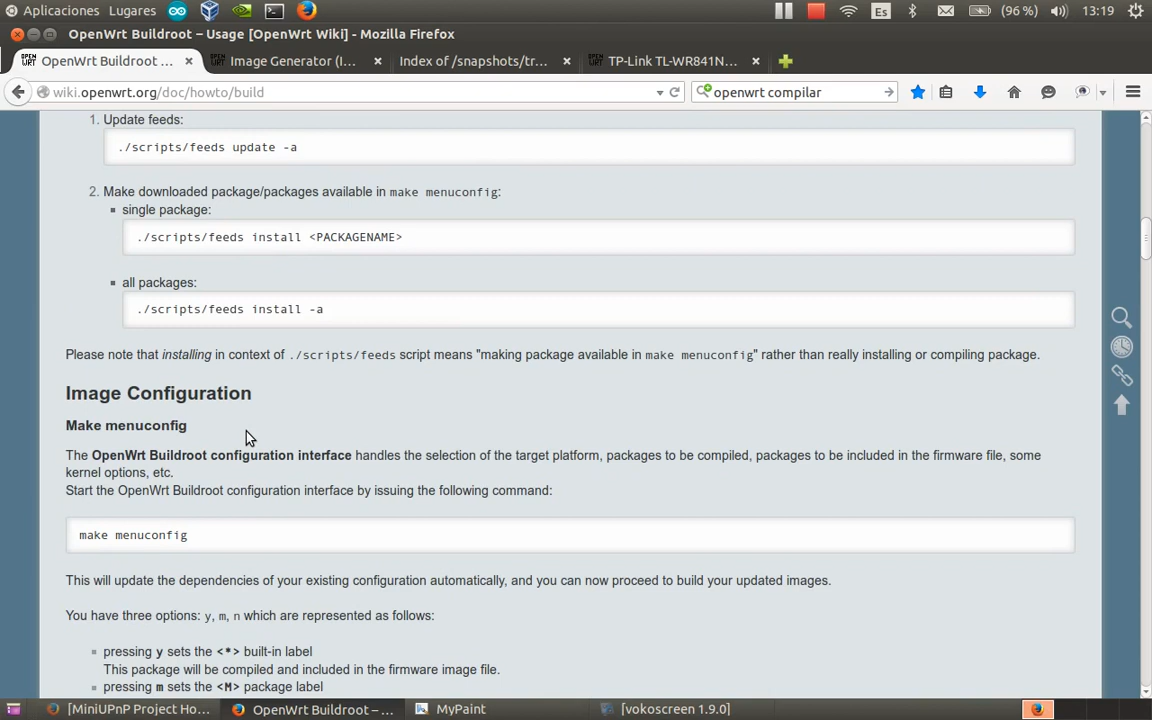 Aplicaciones Lugares Es (96 %) 13:19
OpenWrt Buildroot – Usage [OpenWrt Wiki] - Mozilla Firefox
OPEN WRT OpenWrt Buildroot ... × OPEN WRT Image Generator (I... × Index of /snapshots/tr... × OPEN WRT TP-Link TL-WR841N... ×
wiki.openwrt.org/doc/howto/build openwrt compilar
1. Update feeds:
./scripts/feeds update -a
2. Make downloaded package/packages available in make menuconfig:
single package:
./scripts/feeds install <PACKAGENAME>
all packages:
./scripts/feeds install -a
Please note that installing in context of ./scripts/feeds script means "making package available in make menuconfig" rather than really installing or compiling package.
Image Configuration
Make menuconfig
The OpenWrt Buildroot configuration interface handles the selection of the target platform, packages to be compiled, packages to be included in the firmware file, some
kernel options, etc.
Start the OpenWrt Buildroot configuration interface by issuing the following command:
make menuconfig
This will update the dependencies of your existing configuration automatically, and you can now proceed to build your updated images.
You have three options: y, m, n which are represented as follows:
pressing y sets the <*> built-in label
This package will be compiled and included in the firmware image file.
pressing m sets the <M> package label
[MiniUPnP Project Ho... OpenWrt Buildroot – ... MyPaint [vokoscreen 1.9.0]